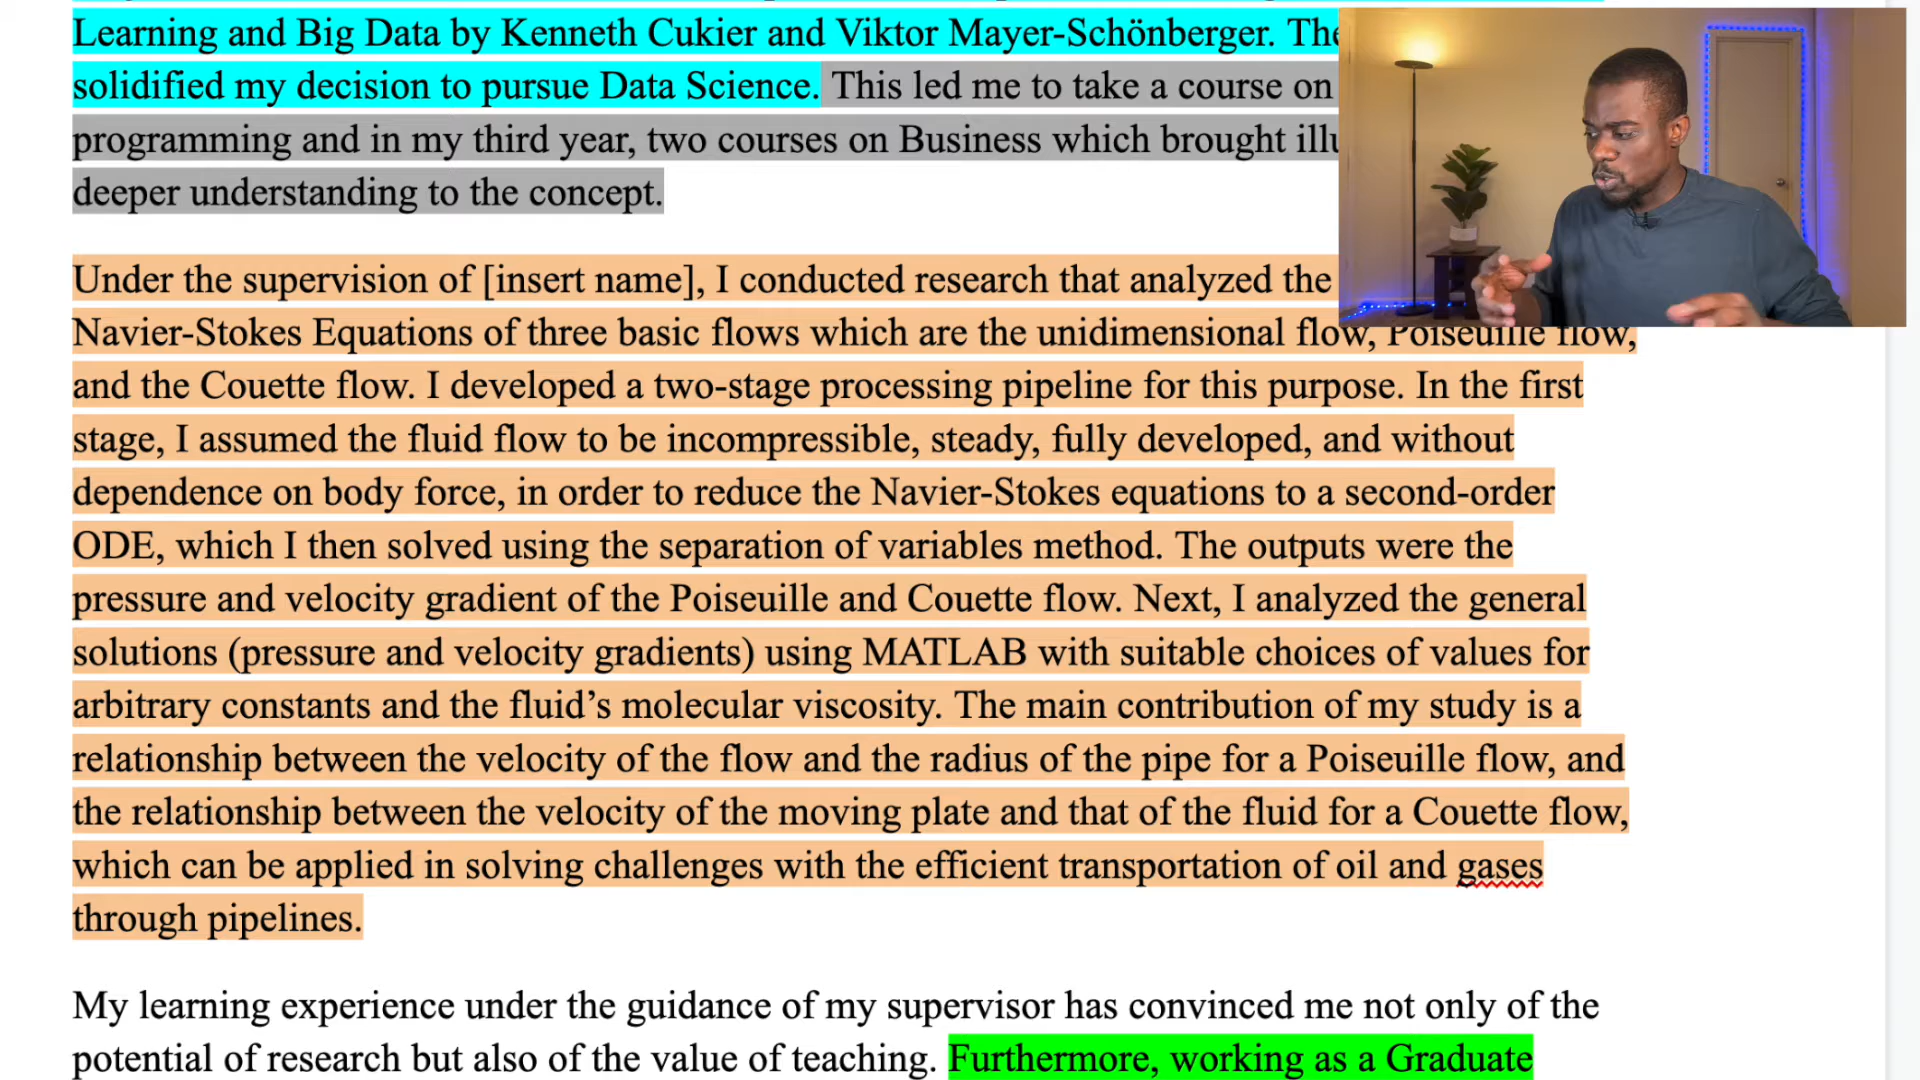 Learning and Big Data by Kenneth Cukier and Viktor Mayer-Schönberger. The
solidified my decision to pursue Data Science. This led me to take a course on
programming and in my third year, two courses on Business which brought
deeper understanding to the concept.
Under the supervision of [insert name], I conducted research that analyzed the
Navier-Stokes Equations of three basic flows which are the unidimensional flow, Poiseuille flow,
and the Couette flow. I developed a two-stage processing pipeline for this purpose. In the first
stage, I assumed the fluid flow to be incompressible, steady, fully developed, and without
dependence on body force, in order to reduce the Navier-Stokes equations to a second-order
ODE, which I then solved using the separation of variables method. The outputs were the
pressure and velocity gradient of the Poiseuille and Couette flow. Next, I analyzed the general
solutions (pressure and velocity gradients) using MATLAB with suitable choices of values for
arbitrary constants and the fluid’s molecular viscosity. The main contribution of my study is a
relationship between the velocity of the flow and the radius of the pipe for a Poiseuille flow, and
the relationship between the velocity of the moving plate and that of the fluid for a Couette flow,
which can be applied in solving challenges with the efficient transportation of oil and gases
through pipelines.
My learning experience under the guidance of my supervisor has convinced me not only of the
potential of research but also of the value of teaching. Furthermore, working as a Graduate